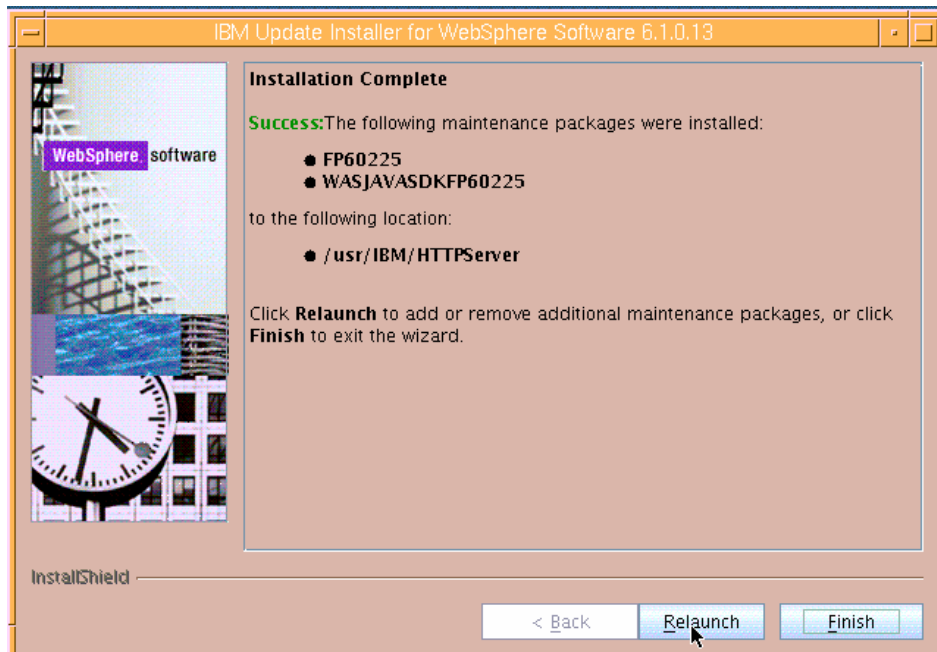 IBM Update Installer for WebSphere Software 6.1.0.13
WebSphere. software
Installation Complete
Success:The following maintenance packages were installed:
FP60225
WASJAVASDKFP60225
to the following location:
/usr/IBM/HTTPServer
Click Relaunch to add or remove additional maintenance packages, or click
Finish to exit the wizard.
InstallShield
< Back
Relaunch
Finish